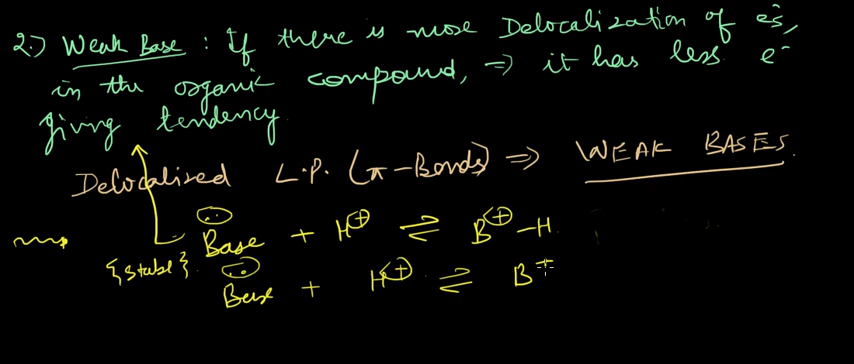 2.) Weak Base : If there is more Delocalization of es,
in the organic compound, ⇒ it has less e⁻
giving tendency
Delocalized L.P. (π-Bonds) ⇒ WEAK BASES.
Base + H⊕ ⇌ B⊕-H
{stable}
Base + H⊕ ⇌ B+